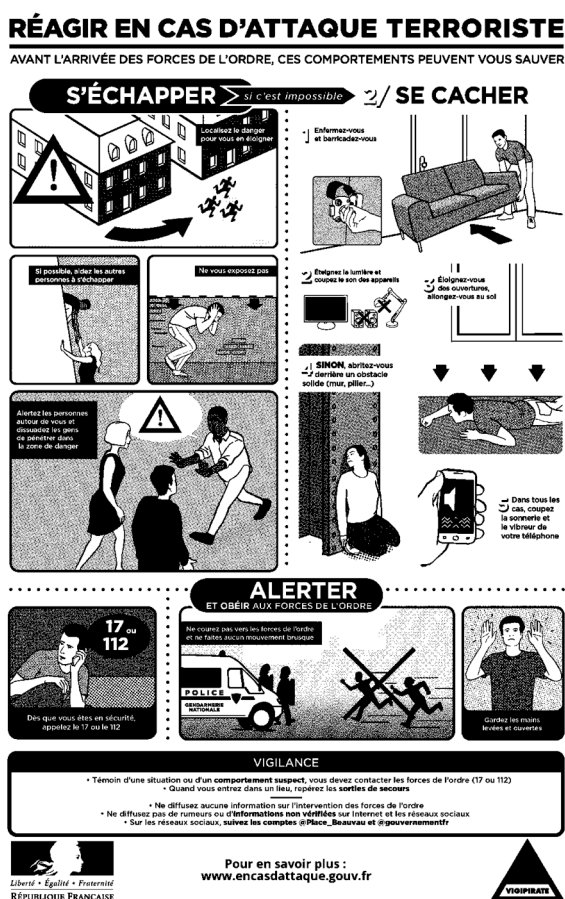 RÉAGIR EN CAS D'ATTAQUE TERRORISTE
AVANT L'ARRIVÉE DES FORCES DE L'ORDRE, CES COMPORTEMENTS PEUVENT VOUS SAUVER
S'ÉCHAPPER
si c'est impossible
2/ SE CACHER
Localisez le danger
pour vous en éloigner
Si possible, aidez les autres
personnes à s'échapper
Ne vous exposez pas
Alertez les personnes
autour de vous et
dissuadez les gens
de pénétrer dans
la zone de danger
1 Enfermez-vous
et barricadez-vous
2 Éteignez la lumière et
coupez le son des appareils
3 Éloignez-vous
des ouvertures,
allongez-vous au sol
4 SINON, abritez-vous
derrière un obstacle
solide (mur, pilier...)
5 Dans tous les
cas, coupez
la sonnerie et
le vibreur de
votre téléphone
ALERTER
ET OBÉIR AUX FORCES DE L'ORDRE
17 ou
112
Dès que vous êtes en sécurité,
appelez le 17 ou le 112
Ne courez pas vers les forces de l'ordre
et ne faites aucun mouvement brusque
POLICE
GENDARMERIE
NATIONALE
Gardez les mains
levées et ouvertes
VIGILANCE
• Témoin d'une situation ou d'un comportement suspect, vous devez contacter les forces de l'ordre (17 ou 112)
• Quand vous entrez dans un lieu, repérez les sorties de secours
• Ne diffusez aucune information sur l'intervention des forces de l'ordre
• Ne diffusez pas de rumeurs ou d'informations non vérifiées sur Internet et les réseaux sociaux
• Sur les réseaux sociaux, suivez les comptes @Place_Beauvau et @gouvernementfr
Liberté • Égalité • Fraternité
RÉPUBLIQUE FRANÇAISE
Pour en savoir plus :
www.encasdattaque.gouv.fr
VIGIPIRATE